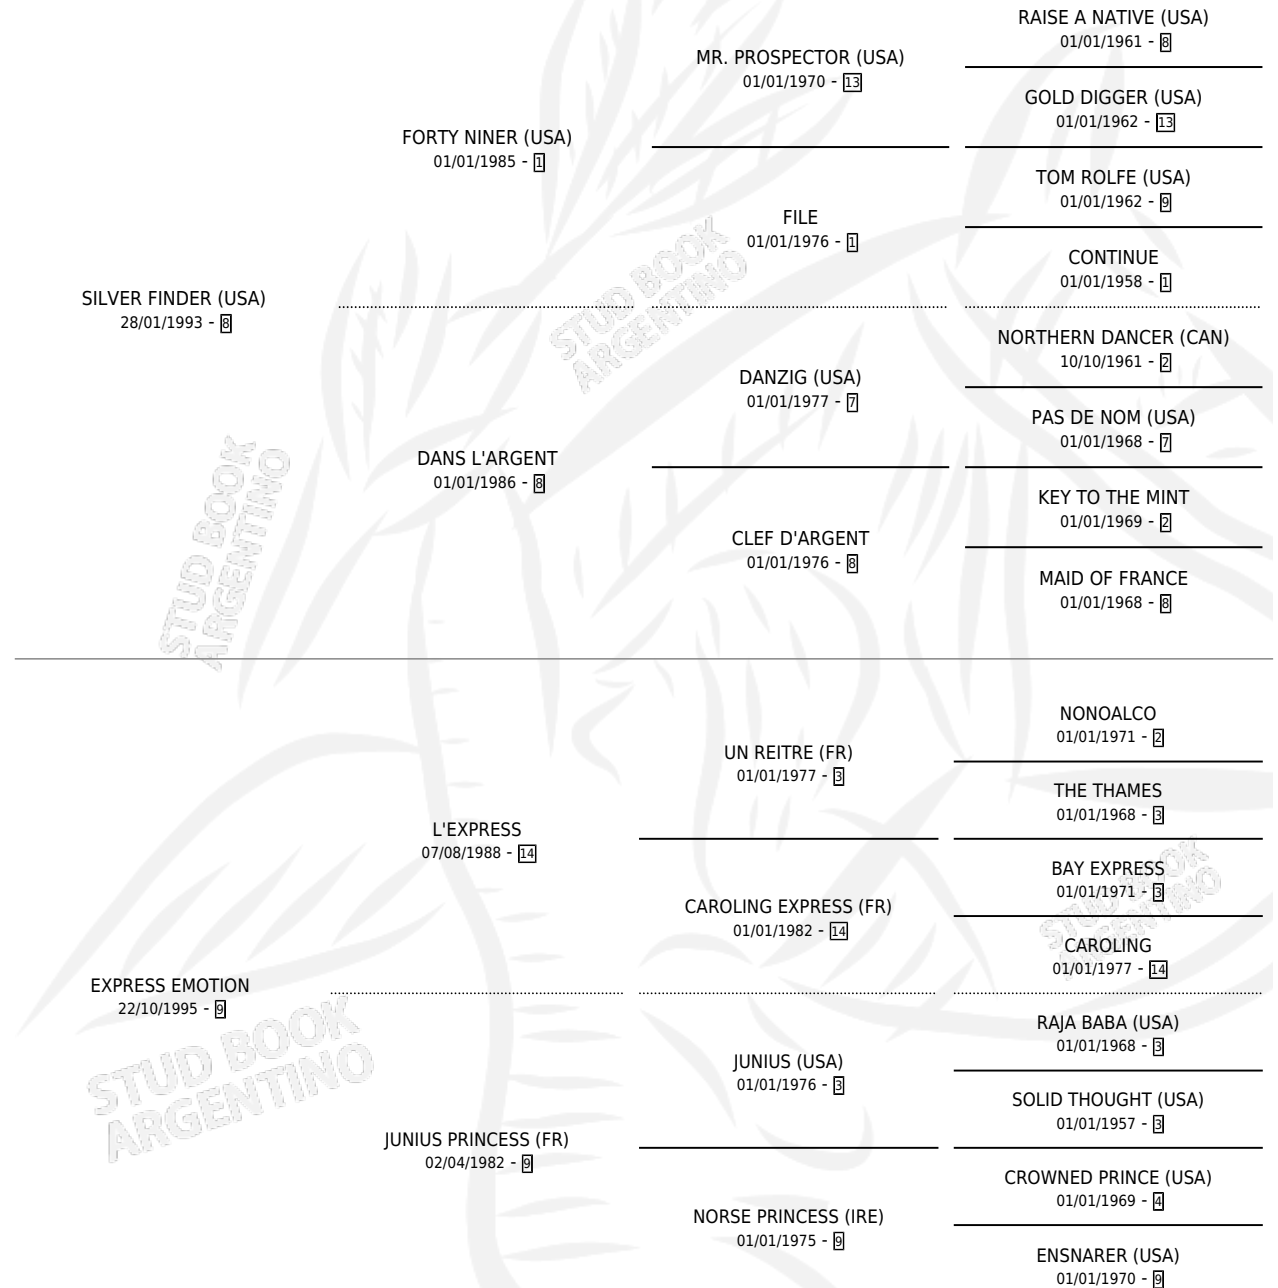 RAISE A NATIVE (USA)
01/01/1961 - 8
MR. PROSPECTOR (USA)
01/01/1970 - 13
GOLD DIGGER (USA)
01/01/1962 - 13
FORTY NINER (USA)
01/01/1985 - 1
TOM ROLFE (USA)
01/01/1962 - 9
FILE
01/01/1976 - 1
CONTINUE
01/01/1958 - 1
SILVER FINDER (USA)
28/01/1993 - 8
STUD BOOK
ARGENTINO
NORTHERN DANCER (CAN)
10/10/1961 - 2
DANZIG (USA)
01/01/1977 - 7
PAS DE NOM (USA)
01/01/1968 - 7
DANS L'ARGENT
01/01/1986 - 8
KEY TO THE MINT
01/01/1969 - 2
CLEF D'ARGENT
01/01/1976 - 8
MAID OF FRANCE
01/01/1968 - 8
STUD BOOK
ARGENTINO
NONOALCO
01/01/1971 - 2
UN REITRE (FR)
01/01/1977 - 3
THE THAMES
01/01/1968 - 3
L'EXPRESS
07/08/1988 - 14
BAY EXPRESS
01/01/1971 - 3
CAROLING EXPRESS (FR)
01/01/1982 - 14
CAROLING
01/01/1977 - 14
STUD BOOK
ARGENTINO
EXPRESS EMOTION
22/10/1995 - 9
RAJA BABA (USA)
01/01/1968 - 3
JUNIUS (USA)
01/01/1976 - 3
SOLID THOUGHT (USA)
01/01/1957 - 3
STUD BOOK
ARGENTINO
JUNIUS PRINCESS (FR)
02/04/1982 - 9
CROWNED PRINCE (USA)
01/01/1969 - 4
NORSE PRINCESS (IRE)
01/01/1975 - 9
ENSNARER (USA)
01/01/1970 - 9